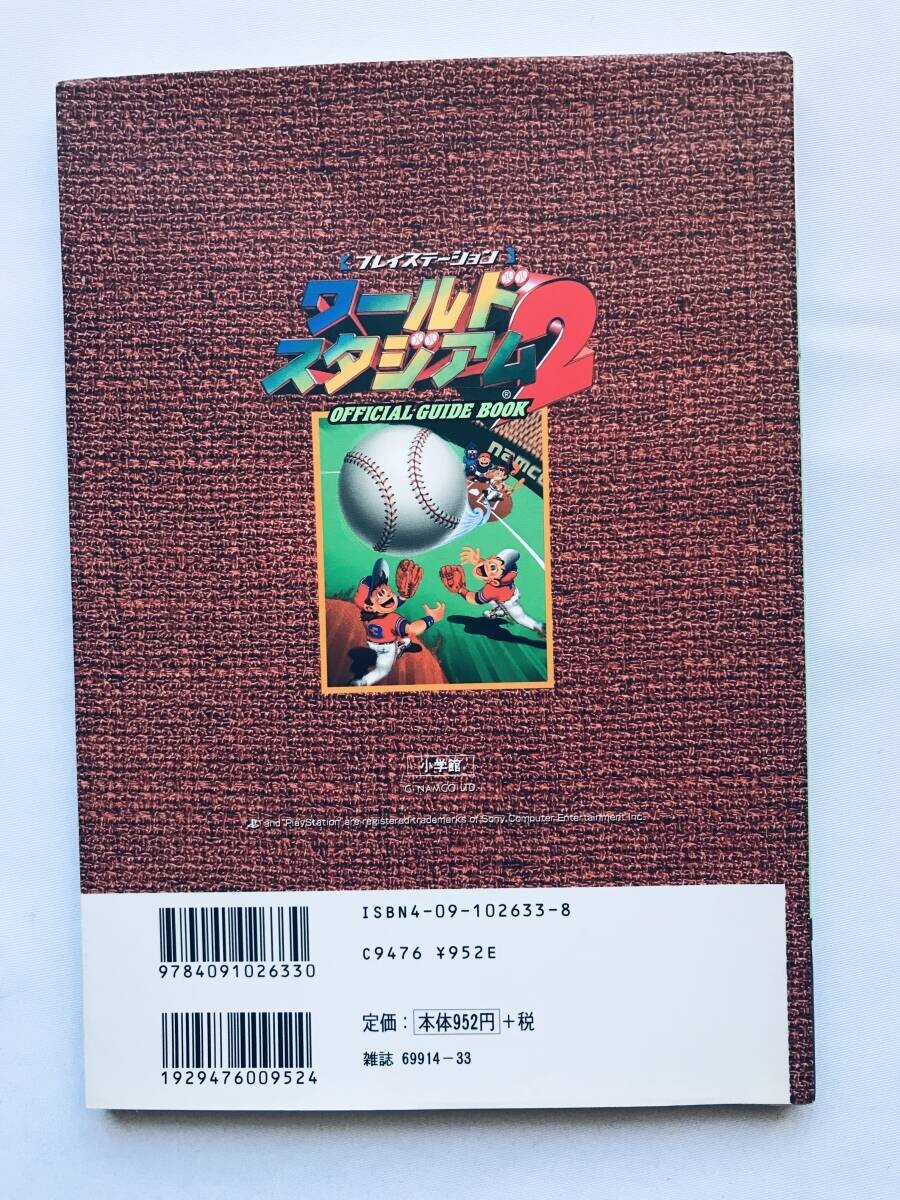 プレイステーション
ワールド
スタジアム2
®
OFFICIAL GUIDE BOOK
namco
小学館
© NAMCO LTD.
and "PlayStation" are registered trademarks of Sony Computer Entertainment Inc.
ISBN4-09-102633-8
C9476 ¥952E
9784091026330
定価: 本体952円+税
雑誌 69914-33
1929476009524